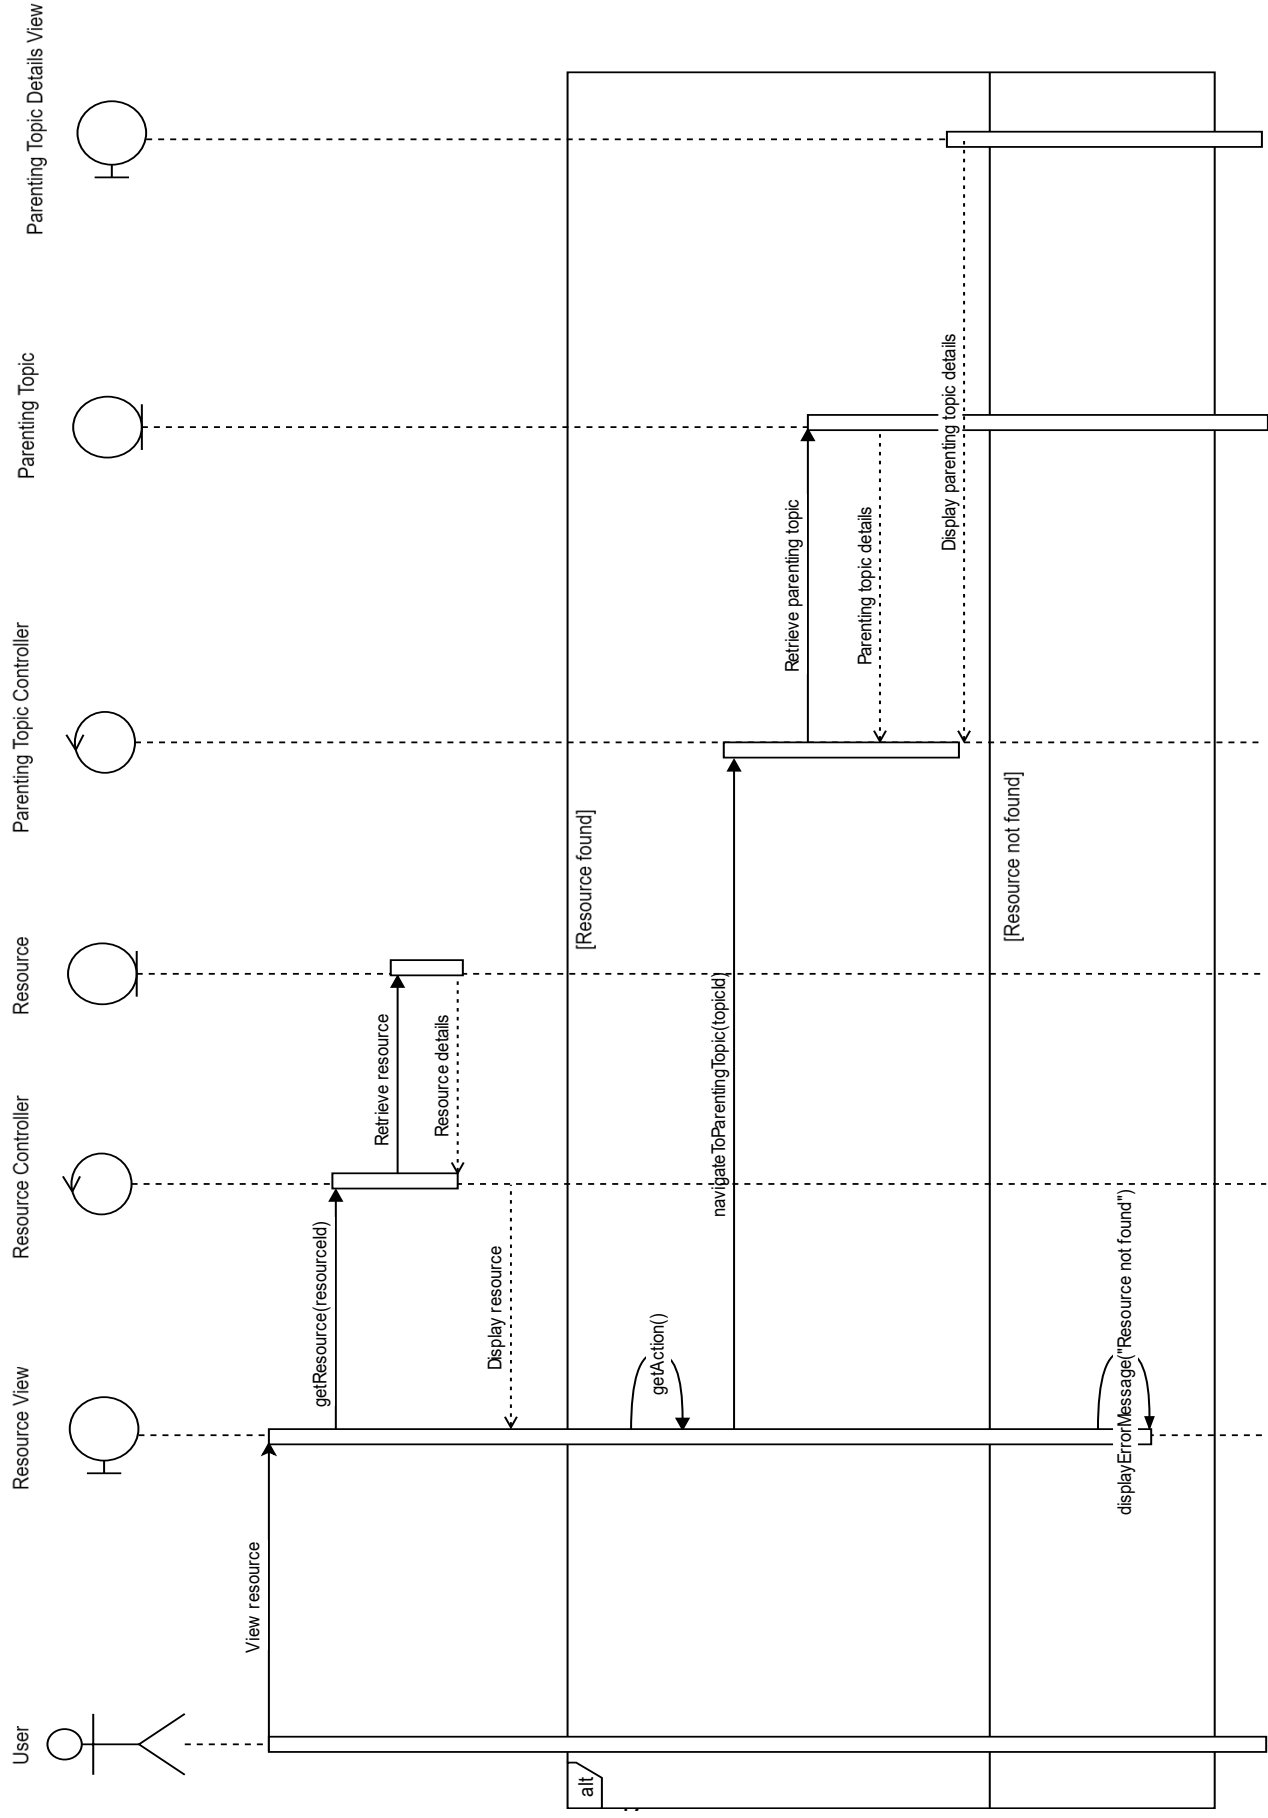 User
Resource View
Resource Controller
Resource
Parenting Topic Controller
Parenting Topic
Parenting Topic Details View
View resource
getResource(resourceId)
Retrieve resource
Resource details
Display resource
alt
[Resource found]
getAction()
navigateToParentingTopic(topicId)
Retrieve parenting topic
Parenting topic details
Display parenting topic details
[Resource not found]
displayErrorMessage("Resource not found")